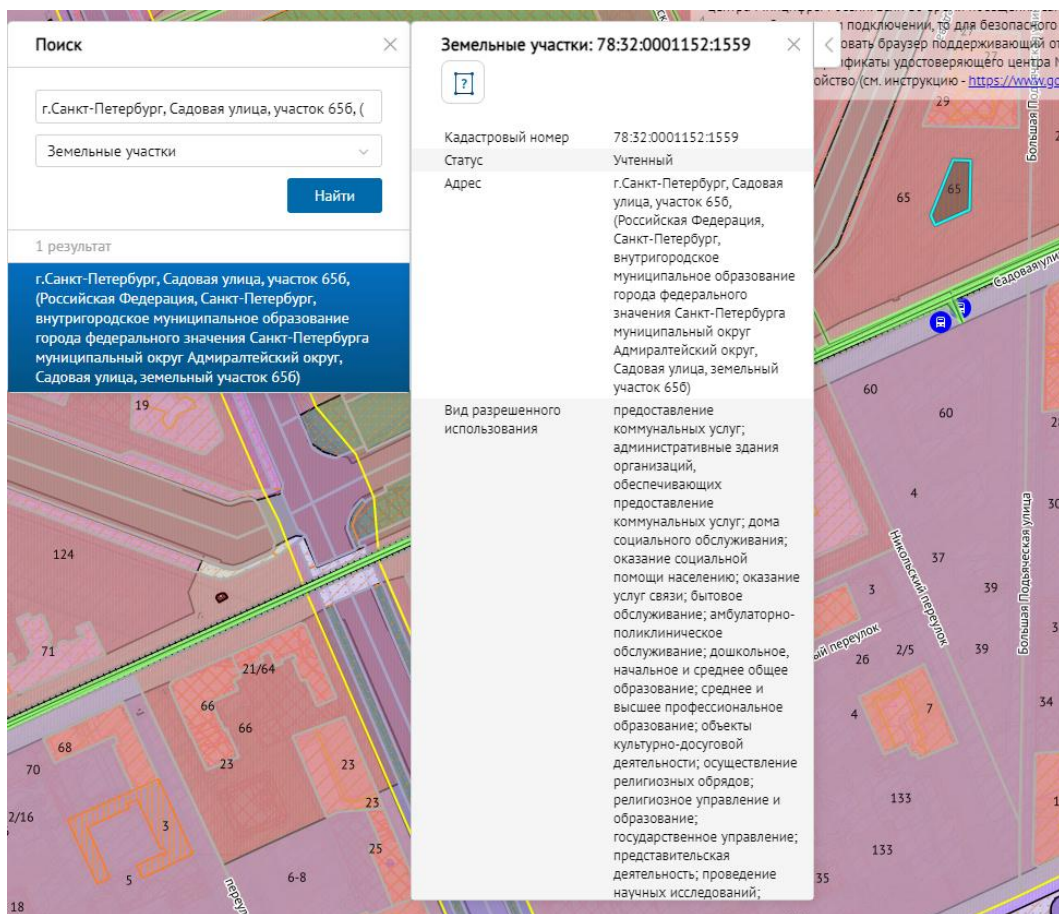 Поиск
г.Санкт-Петербург, Садовая улица, участок 65б, (
Земельные участки
Найти
1 результат
г.Санкт-Петербург, Садовая улица, участок 65б,
(Российская Федерация, Санкт-Петербург,
внутригородское муниципальное образование
города федерального значения Санкт-Петербурга
муниципальный округ Адмиралтейский округ,
Садовая улица, земельный участок 65б)
Земельные участки: 78:32:0001152:1559
?
Кадастровый номер 78:32:0001152:1559
Статус Учтенный
Адрес г.Санкт-Петербург, Садовая
улица, участок 65б,
(Российская Федерация,
Санкт-Петербург,
внутригородское
муниципальное образование
города федерального
значения Санкт-Петербурга
муниципальный округ
Адмиралтейский округ,
Садовая улица, земельный
участок 65б)
Вид разрешенного предоставление
использования коммунальных услуг;
административные здания
организаций,
обеспечивающих
предоставление
коммунальных услуг; дома
социального обслуживания;
оказание социальной
помощи населению; оказание
услуг связи; бытовое
обслуживание; амбулаторно-
поликлиническое
обслуживание; дошкольное,
начальное и среднее общее
образование; среднее и
высшее профессиональное
образование; объекты
культурно-досуговой
деятельности; осуществление
религиозных обрядов;
религиозное управление и
образование;
государственное управление;
представительская
деятельность; проведение
научных исследований;
подключении, то для безопасного
овать браузер поддерживающий
ификаты удостоверяющего центра
ойство (см. инструкцию - https://www.go
27
29
Большая Подьяческая
65
65
Садовая ули
60
60
4
37
39
3
Никольский переулок
Большая Подьяческая улица
ый переулок
26
2/5
39
34
4
7
133
133
35
19
124
71
21/64
66
66
68
70
23
23
23
2/16
3
25
5
6-8
18
переул